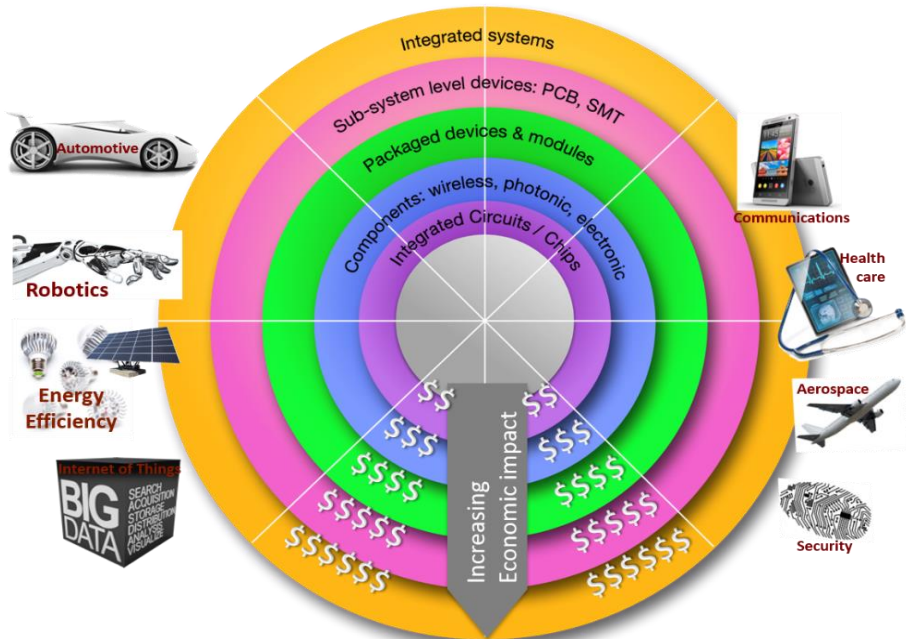 Integrated systems
Sub-system level devices: PCB, SMT
Packaged devices & modules
Components: wireless, photonic, electronic
Integrated Circuits / Chips
Automotive
Robotics
Energy
Efficiency
Internet of Things
BIG
DATA
SEARCH
ACQUISITION
STORAGE
DISTRIBUTION
ANALYSIS
VISUALIZE
Communications
Health
care
Aerospace
Security
$$
$$
$$$
$$$
$$$$
$$$$
$$$$$
$$$$$
$$$$$$
$$$$$$
Increasing
Economic impact